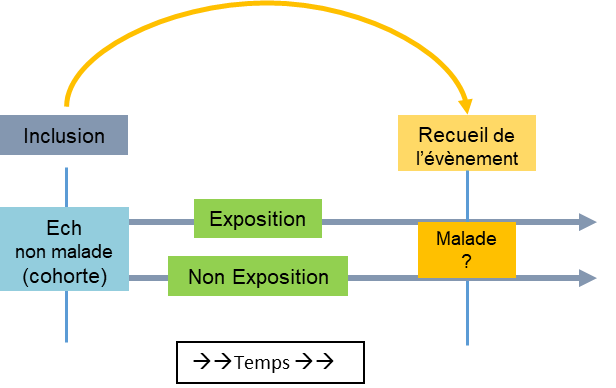 Inclusion
Recueil de
l’évènement
Ech
non malade
(cohorte)
Exposition
Non Exposition
Malade
?
→→Temps →→